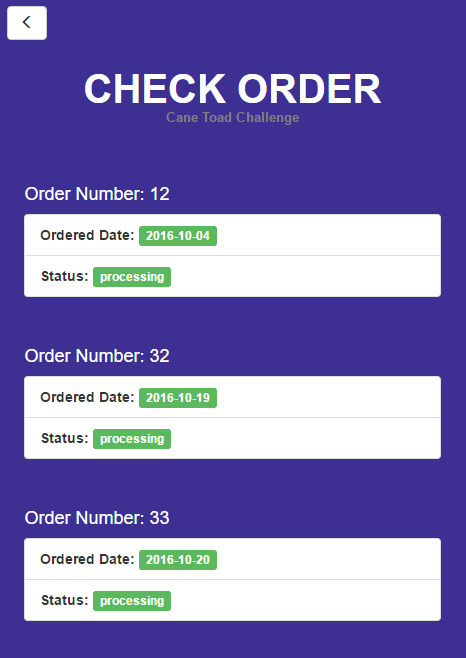 CHECK ORDER
Cane Toad Challenge
Order Number: 12
Ordered Date: 2016-10-04
Status: processing
Order Number: 32
Ordered Date: 2016-10-19
Status: processing
Order Number: 33
Ordered Date: 2016-10-20
Status: processing